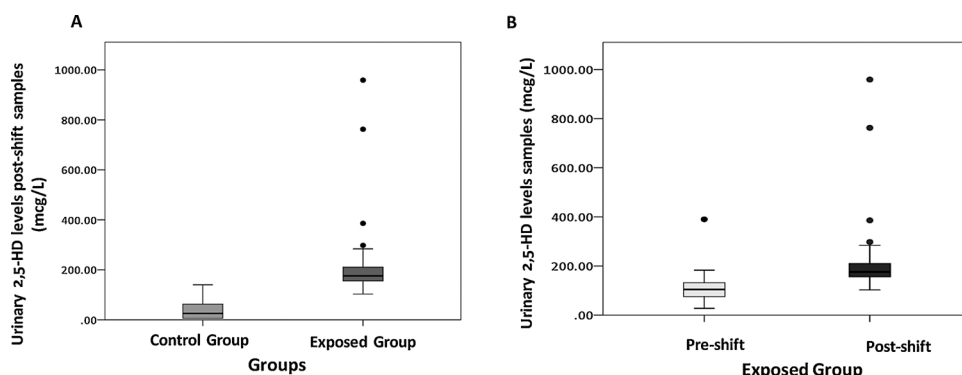 A
Urinary 2,5-HD levels post-shift samples
(mcg/L)
1000.00
800.00
600.00
400.00
200.00
.00
Control Group
Exposed Group
Groups
B
Urinary 2,5-HD levels samples (mcg/L)
1000.00
800.00
600.00
400.00
200.00
.00
Pre-shift
Post-shift
Exposed Group